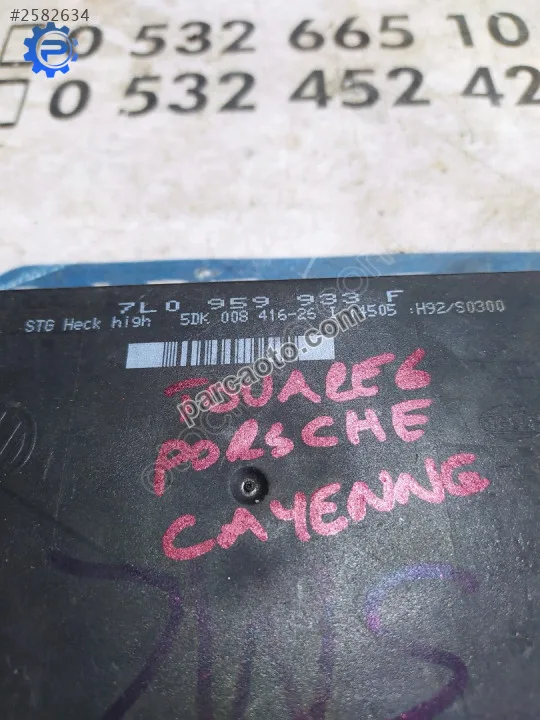 #2582634
0 532 665 10
0 532 452 42
7L0 959 933 F
STG Heck high 5DK 008 416-26 :H92/S0300
parcaoto.com
TOUAREG
PORSCHE
CAYENNE